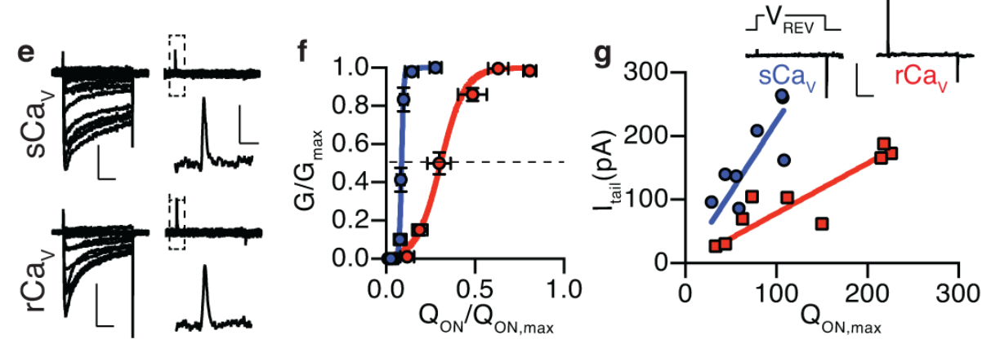 e
sCaV
rCaV
f
G/Gmax
1.0
0.8
0.6
0.4
0.2
0.0
0.0 0.5 1.0
QON/QON,max
g
VREV
sCaV
rCaV
Itail(pA)
300
200
100
0
0 100 200 300
QON,max